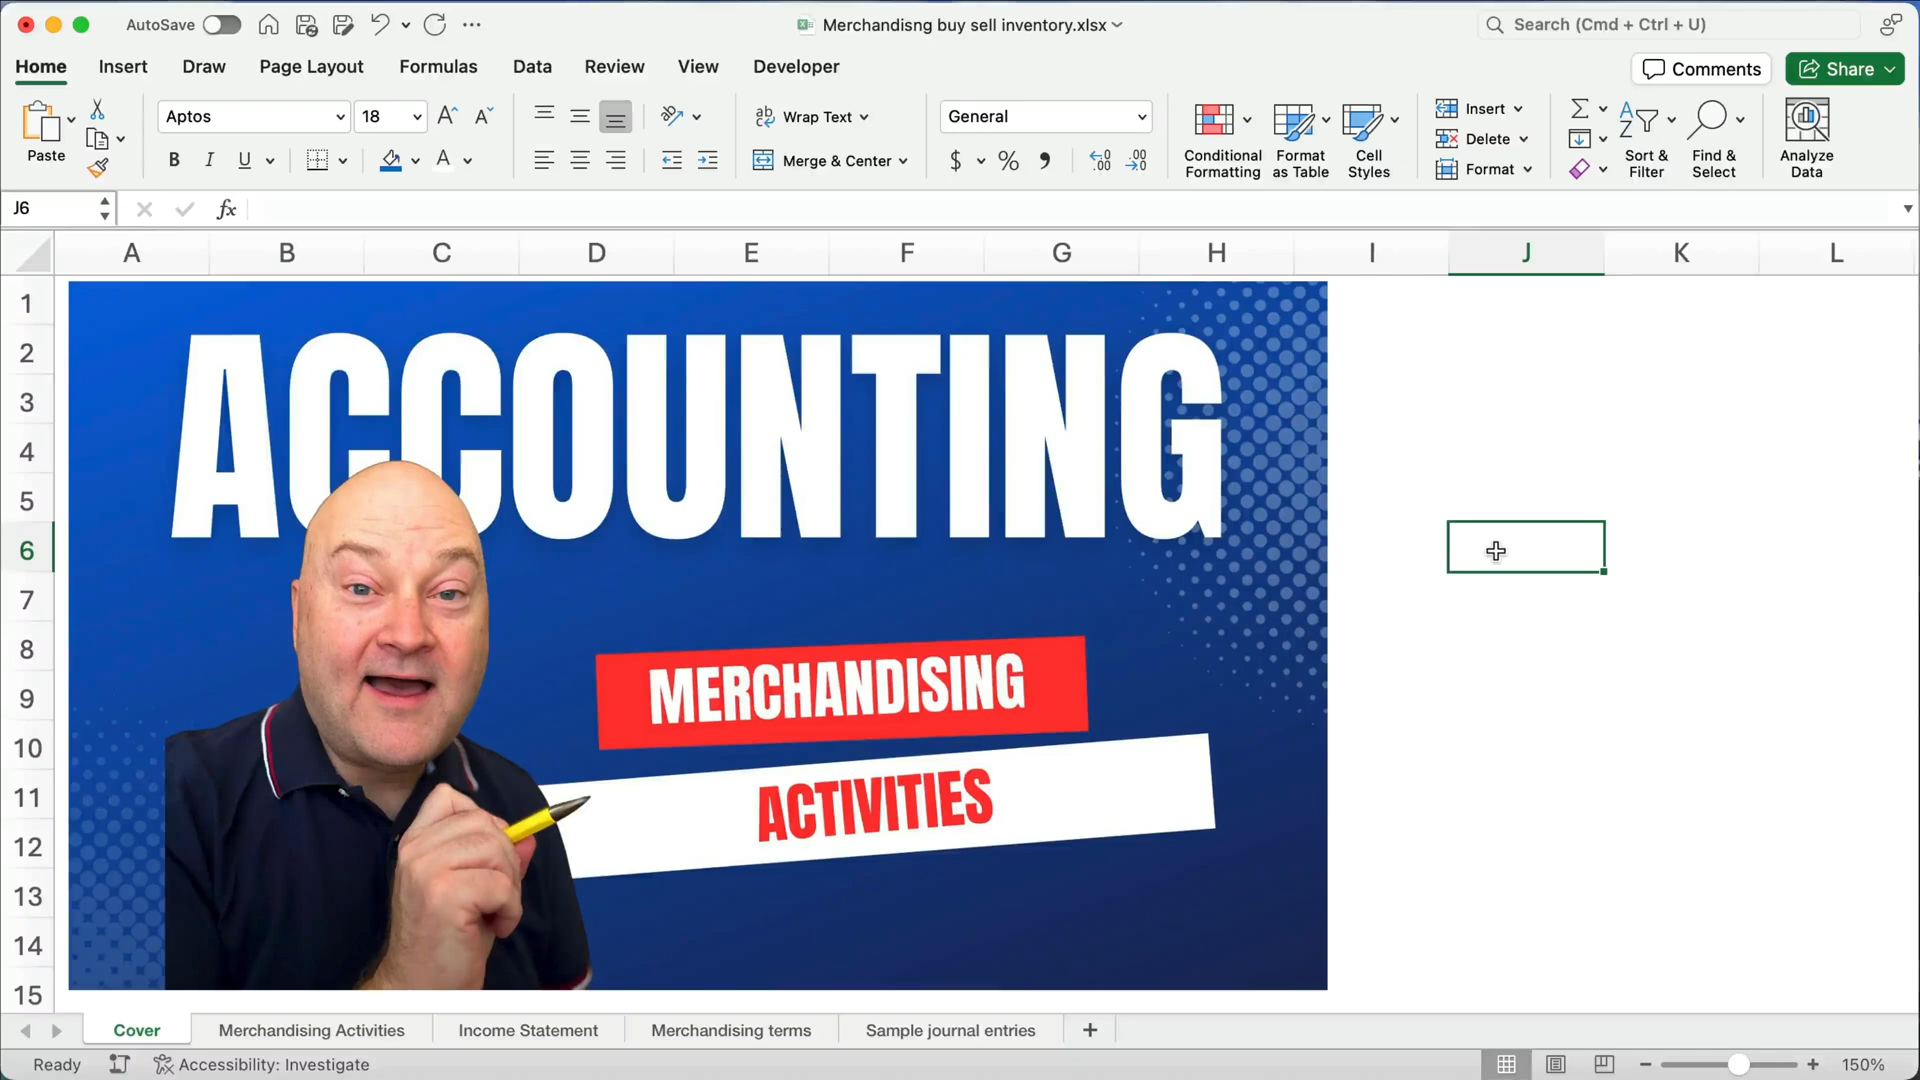 AutoSave
Merchandisng buy sell inventory.xlsx
Search (Cmd + Ctrl + U)
Home Insert Draw Page Layout Formulas Data Review View Developer
Comments Share
Paste
Aptos 18
B I U A
Wrap Text
Merge & Center
General
$ % 
Conditional Formatting
Format as Table
Cell Styles
Insert
Delete
Format
Sort & Filter
Find & Select
Analyze Data
J6 fx
A B C D E F G H I J K L
1
2
3
4
5
6
7
8
9
10
11
12
13
14
15
ACCOUNTING
MERCHANDISING
ACTIVITIES
Cover Merchandising Activities Income Statement Merchandising terms Sample journal entries
Ready Accessibility: Investigate 150%